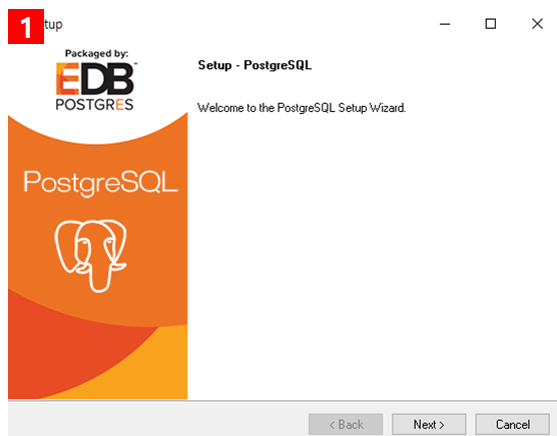 1
tup
Packaged by:
EDB
POSTGRES
Setup - PostgreSQL
Welcome to the PostgreSQL Setup Wizard.
PostgreSQL
< Back
Next >
Cancel